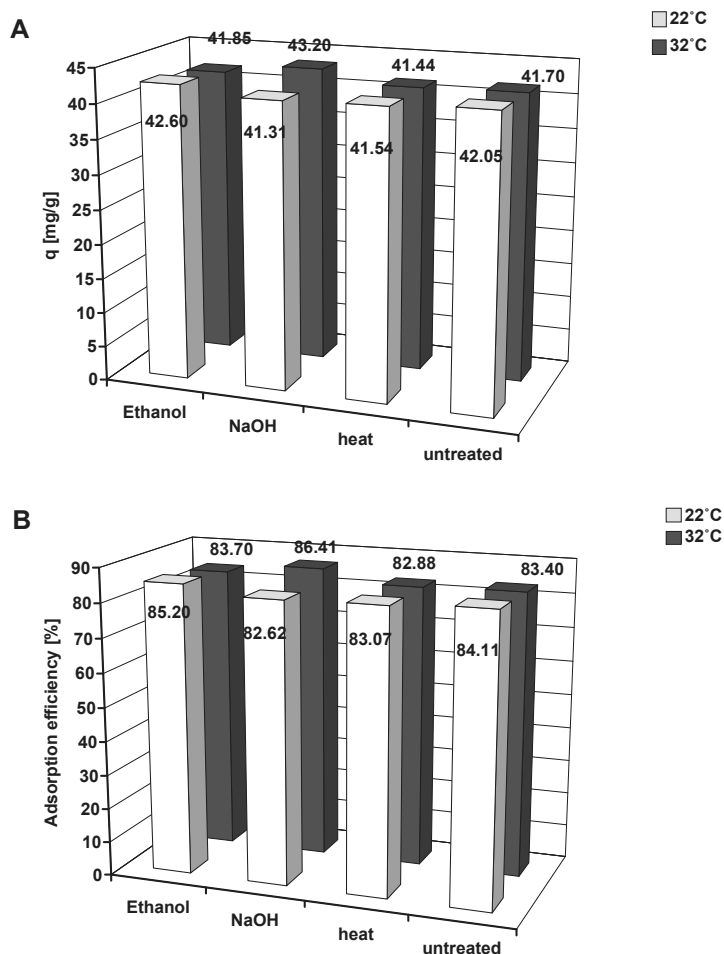 A
22˚C
32˚C
41.85
43.20
41.44
41.70
42.60
41.31
41.54
42.05
q [mg/g]
45
40
35
30
25
20
15
10
5
0
Ethanol
NaOH
heat
untreated
B
22˚C
32˚C
83.70
86.41
82.88
83.40
85.20
82.62
83.07
84.11
Adsorption efficiency [%]
90
80
70
60
50
40
30
20
10
0
Ethanol
NaOH
heat
untreated